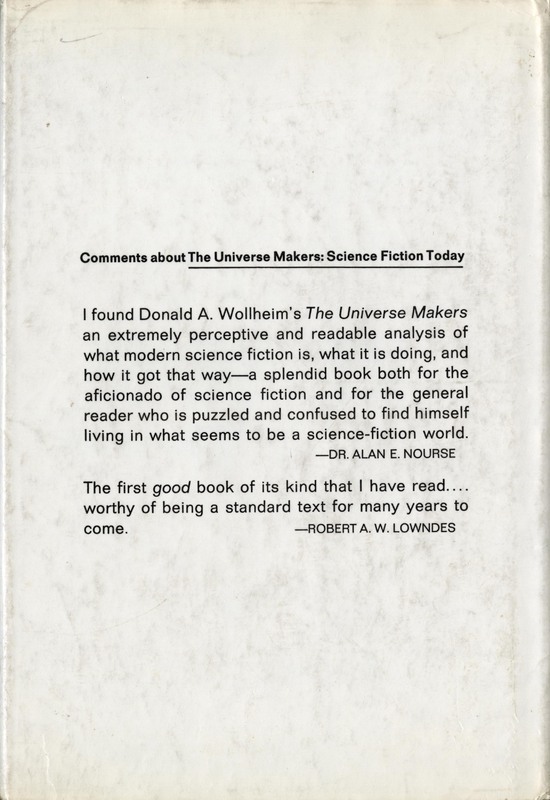 Comments about The Universe Makers: Science Fiction Today
I found Donald A. Wollheim's The Universe Makers
an extremely perceptive and readable analysis of
what modern science fiction is, what it is doing, and
how it got that way—a splendid book both for the
aficionado of science fiction and for the general
reader who is puzzled and confused to find himself
living in what seems to be a science-fiction world.
—DR. ALAN E. NOURSE
The first good book of its kind that I have read....
worthy of being a standard text for many years to
come. —ROBERT A. W. LOWNDES